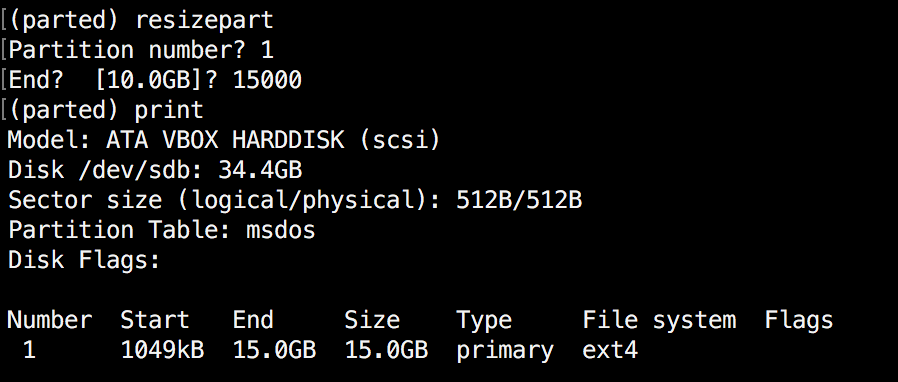 [(parted) resizepart
[Partition number? 1
[End?  [10.0GB]? 15000
[(parted) print
Model: ATA VBOX HARDDISK (scsi)
Disk /dev/sdb: 34.4GB
Sector size (logical/physical): 512B/512B
Partition Table: msdos
Disk Flags:
Number  Start   End     Size    Type     File system  Flags
 1      1049kB  15.0GB  15.0GB  primary  ext4